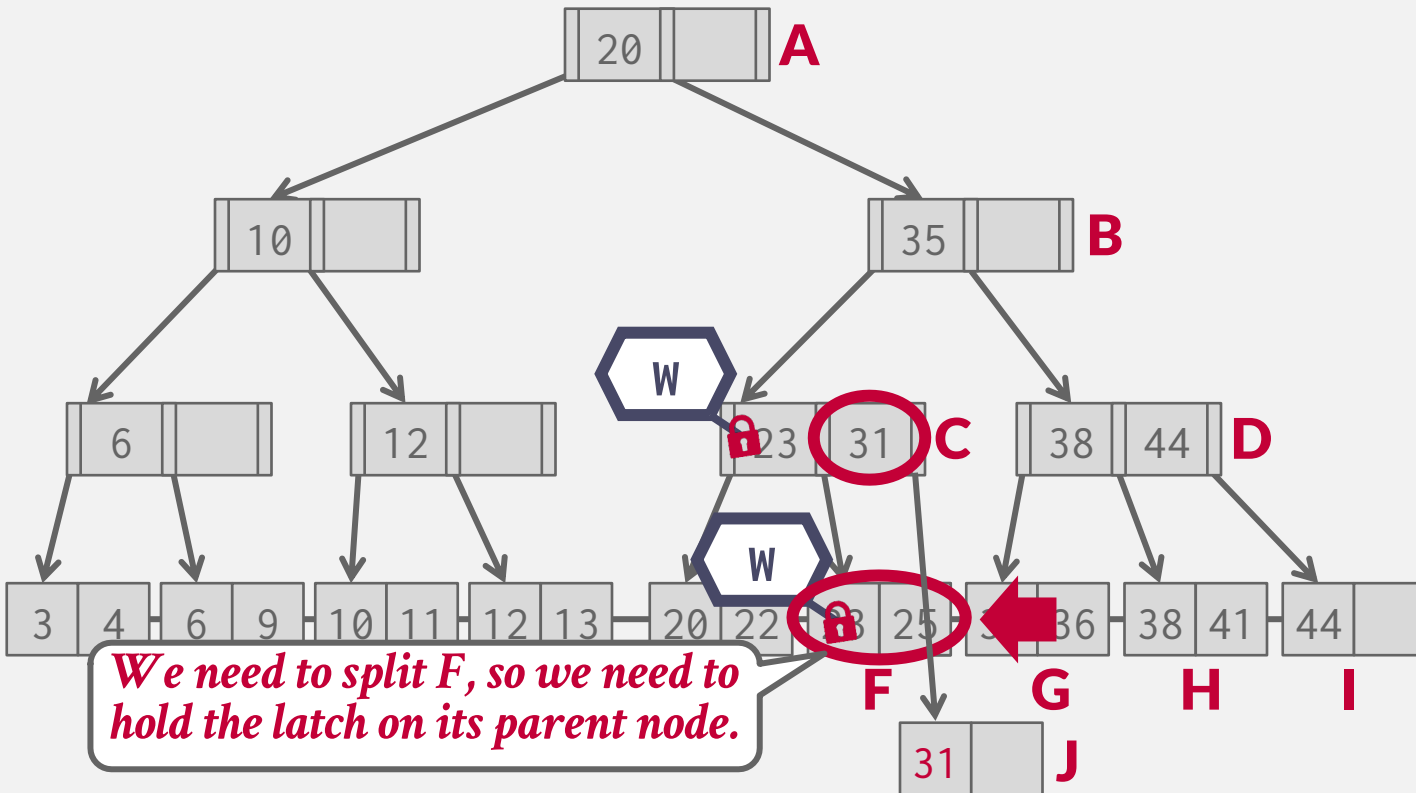 20 A
10
35 B
W
6
12
23 31 C
38 44 D
W
3 4
6 9
10 11
12 13
20 22
25
36
38 41
44
We need to split F, so we need to
hold the latch on its parent node.
F
G
H
I
31 J